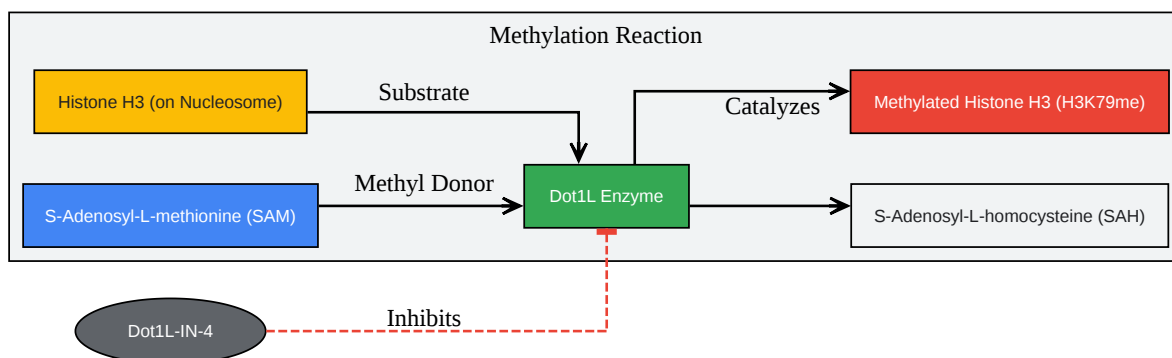 Methylation Reaction
Histone H3 (on Nucleosome)
Substrate
Catalyzes
Methylated Histone H3 (H3K79me)
S-Adenosyl-L-methionine (SAM)
Methyl Donor
Dot1L Enzyme
S-Adenosyl-L-homocysteine (SAH)
Dot1L-IN-4
Inhibits